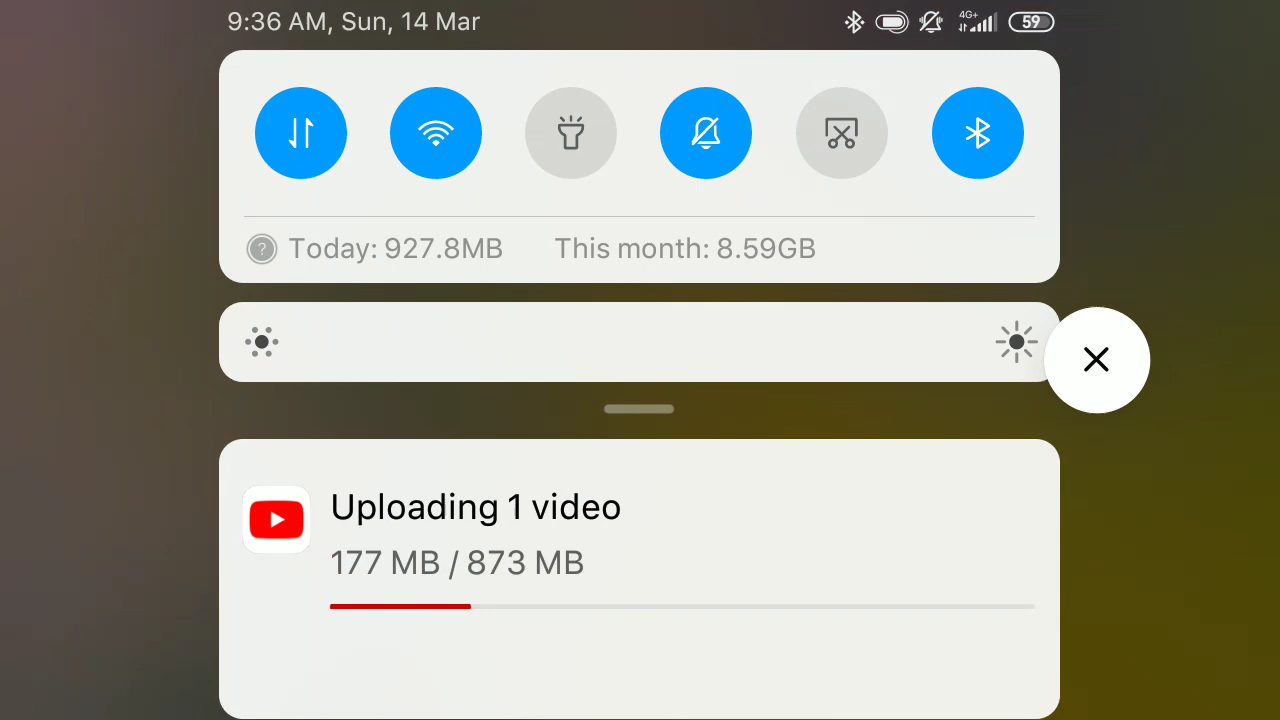 9:36 AM, Sun, 14 Mar 4G+ 59
Today: 927.8MB This month: 8.59GB
Uploading 1 video
177 MB / 873 MB